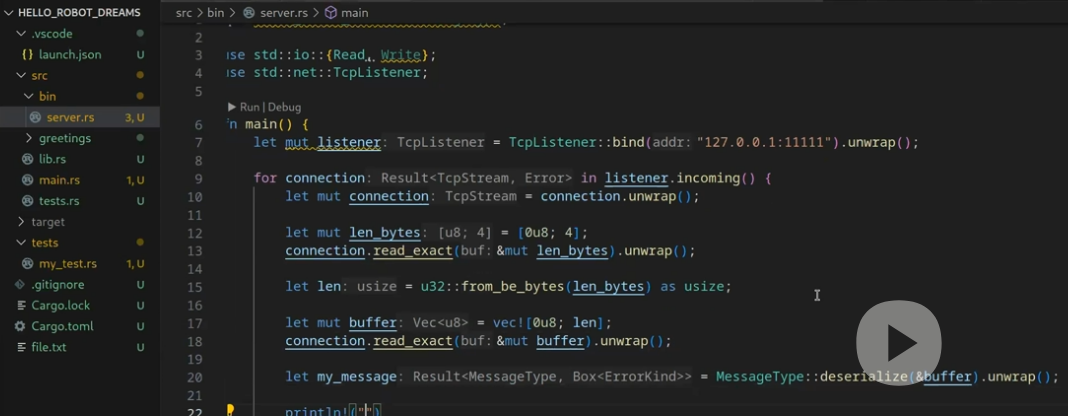 HELLO_ROBOT_DREAMS
.vscode
launch.json U
src
bin
server.rs 3, U
greetings
lib.rs U
main.rs 1, U
tests.rs U
target
tests
my_test.rs 1, U
.gitignore U
Cargo.lock U
Cargo.toml U
file.txt U
src > bin > server.rs > main
3 use std::io::{Read, Write};
4 use std::net::TcpListener;
5
Run | Debug
6 fn main() {
7 let mut listener: TcpListener = TcpListener::bind(addr: "127.0.0.1:11111").unwrap();
8
9 for connection: Result<TcpStream, Error> in listener.incoming() {
10 let mut connection: TcpStream = connection.unwrap();
11
12 let mut len_bytes: [u8; 4] = [0u8; 4];
13 connection.read_exact(buf: &mut len_bytes).unwrap();
14
15 let len: usize = u32::from_be_bytes(len_bytes) as usize;
16
17 let mut buffer: Vec<u8> = vec![0u8; len];
18 connection.read_exact(buf: &mut buffer).unwrap();
19
20 let my_message: Result<MessageType, Box<ErrorKind>> = MessageType::deserialize(&buffer).unwrap();
21
22 println!("")